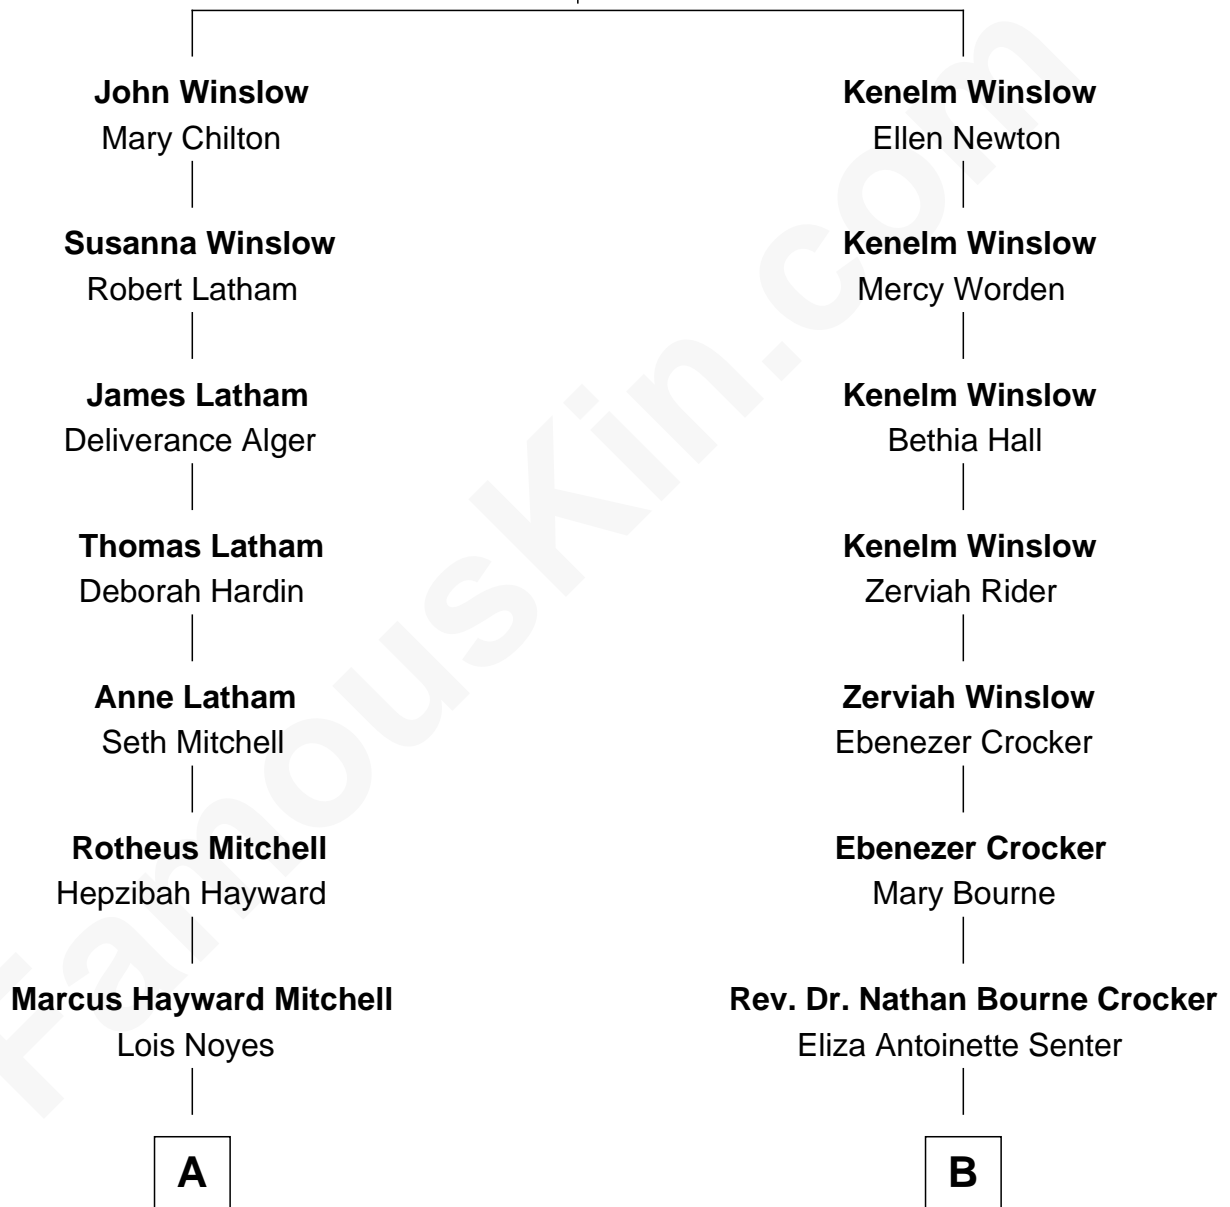 John Winslow
Mary Chilton
Susanna Winslow
Robert Latham
James Latham
Deliverance Alger
Thomas Latham
Deborah Hardin
Anne Latham
Seth Mitchell
Rotheus Mitchell
Hepzibah Hayward
Marcus Hayward Mitchell
Lois Noyes
A
Kenelm Winslow
Ellen Newton
Kenelm Winslow
Mercy Worden
Kenelm Winslow
Bethia Hall
Kenelm Winslow
Zerviah Rider
Zerviah Winslow
Ebenezer Crocker
Ebenezer Crocker
Mary Bourne
Rev. Dr. Nathan Bourne Crocker
Eliza Antoinette Senter
B
FamousKin.com